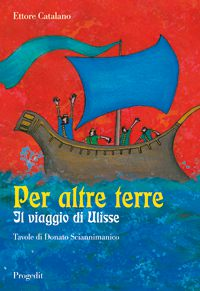 Ettore Catalano
Per altre terre
Il viaggio di Ulisse
Tavole di Donato Sciannimanico
Progedit